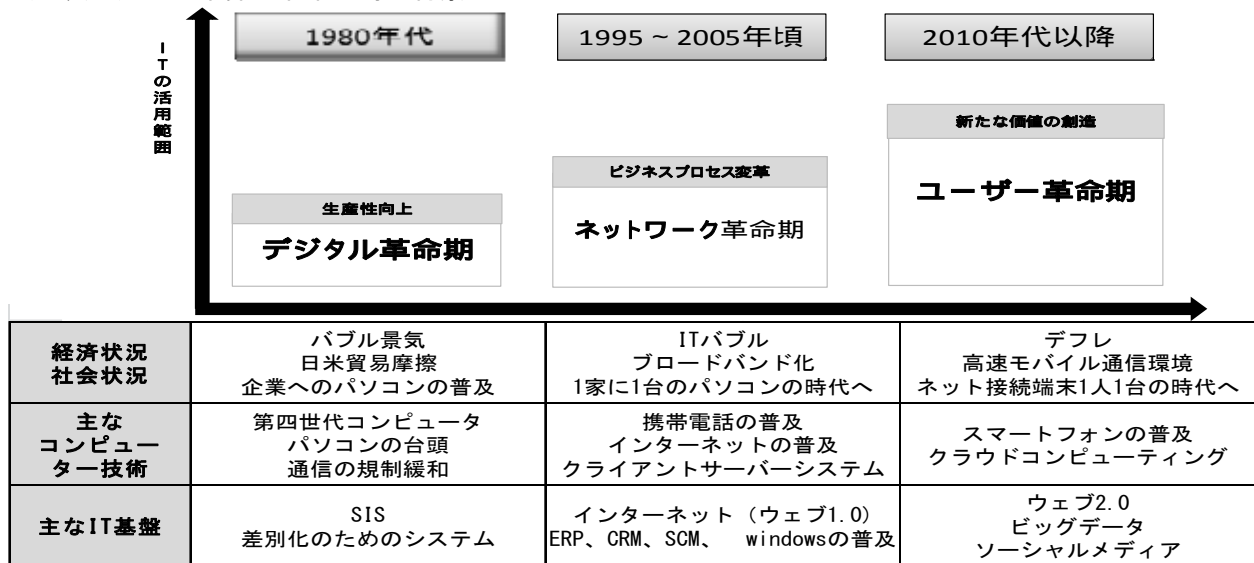 1980年代
1995～2005年頃
2010年代以降
ITの活用範囲
新たな価値の創造
ユーザー革命期
ビジネスプロセス変革
ネットワーク革命期
生産性向上
デジタル革命期
経済状況
社会状況
バブル景気
日米貿易摩擦
企業へのパソコンの普及
ITバブル
ブロードバンド化
1家に1台のパソコンの時代へ
デフレ
高速モバイル通信環境
ネット接続端末1人1台の時代へ
主な
コンピュー
ター技術
第四世代コンピュータ
パソコンの台頭
通信の規制緩和
携帯電話の普及
インターネットの普及
クライアントサーバーシステム
スマートフォンの普及
クラウドコンピューティング
主なIT基盤
SIS
差別化のためのシステム
インターネット（ウェブ1.0）
ERP、CRM、SCM、 windowsの普及
ウェブ2.0
ビッグデータ
ソーシャルメディア